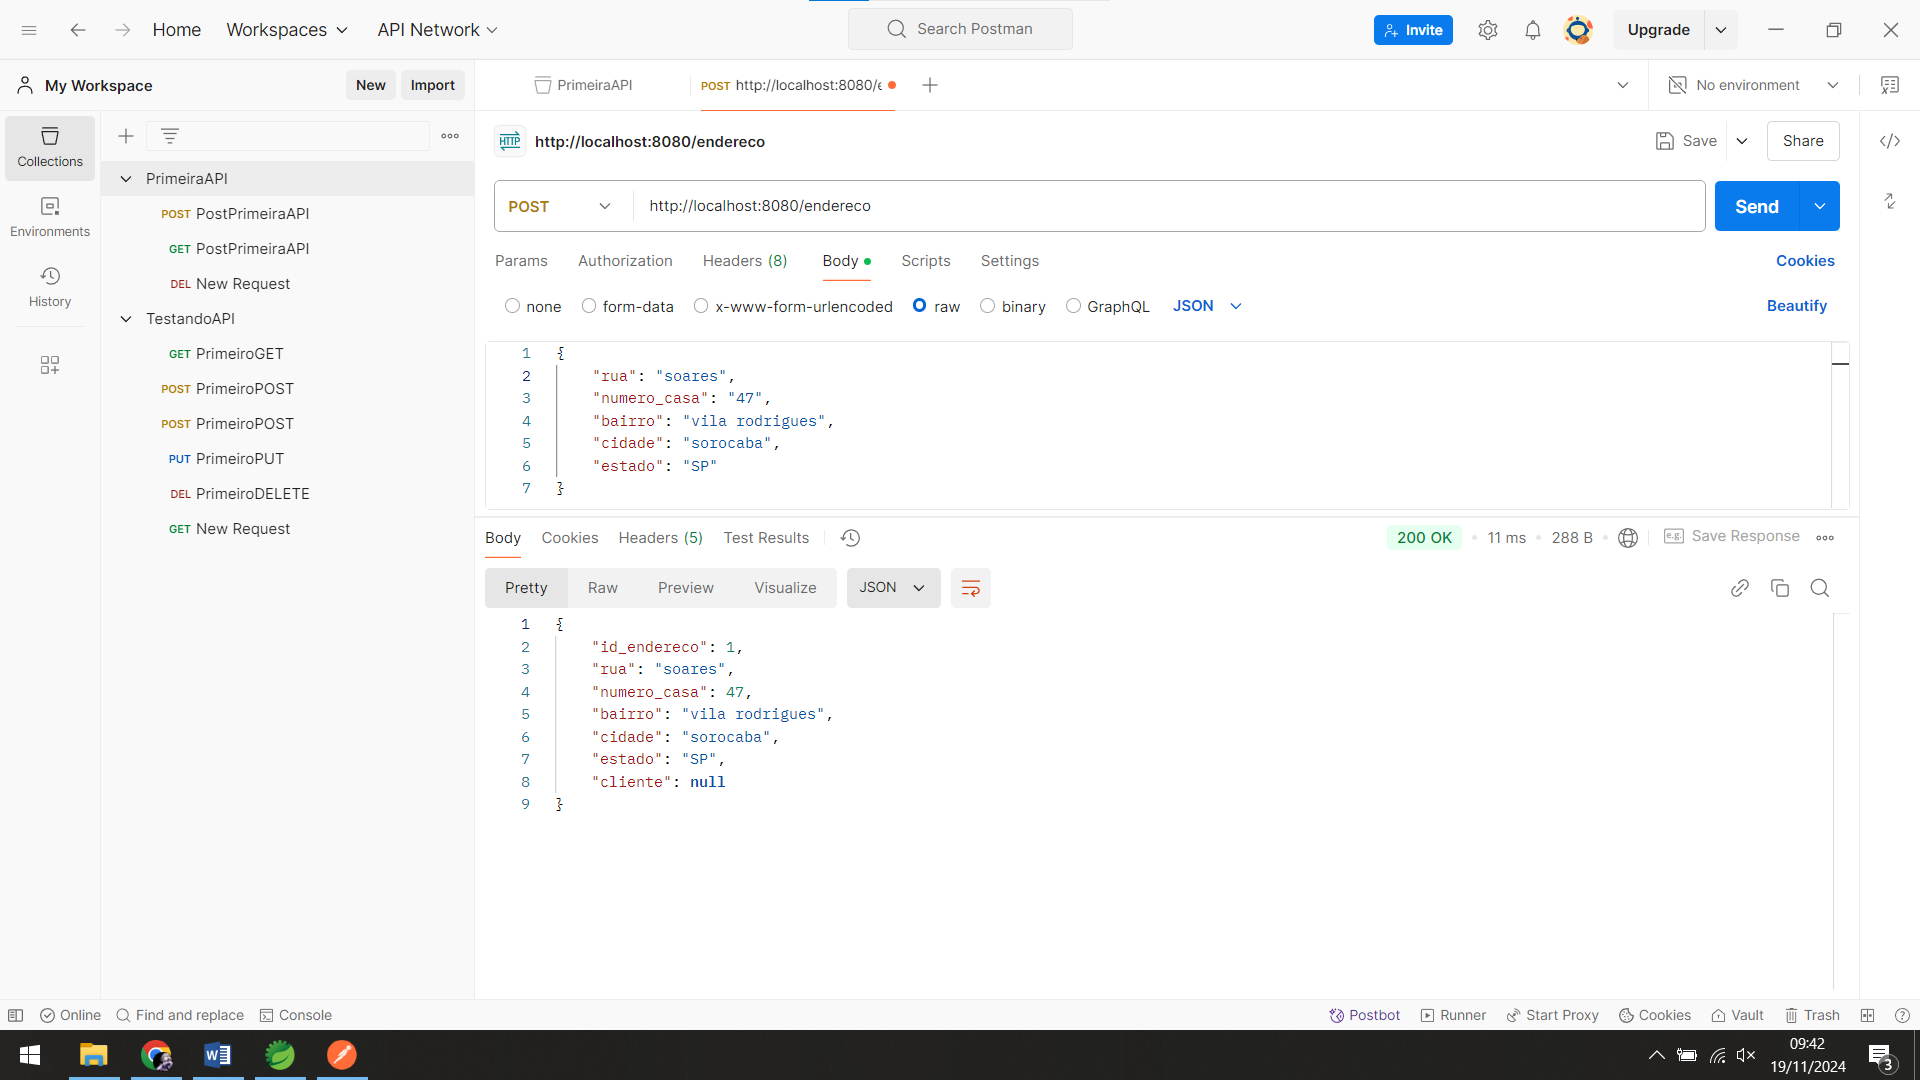 Home
Workspaces
API Network
Search Postman
Invite
Upgrade
My Workspace
New
Import
PrimeiraAPI
POST http://localhost:8080/e
No environment
Collections
Environments
History
PrimeiraAPI
POST PostPrimeiraAPI
GET PostPrimeiraAPI
DEL New Request
TestandoAPI
GET PrimeiroGET
POST PrimeiroPOST
POST PrimeiroPOST
PUT PrimeiroPUT
DEL PrimeiroDELETE
GET New Request
HTTP http://localhost:8080/endereco
Save
Share
POST
http://localhost:8080/endereco
Send
Params
Authorization
Headers (8)
Body
Scripts
Settings
Cookies
none
form-data
x-www-form-urlencoded
raw
binary
GraphQL
JSON
Beautify
1 {
2 "rua": "soares",
3 "numero_casa": "47",
4 "bairro": "vila rodrigues",
5 "cidade": "sorocaba",
6 "estado": "SP"
7 }
Body
Cookies
Headers (5)
Test Results
200 OK
11 ms
288 B
e.g. Save Response
Pretty
Raw
Preview
Visualize
JSON
1 {
2 "id_endereco": 1,
3 "rua": "soares",
4 "numero_casa": 47,
5 "bairro": "vila rodrigues",
6 "cidade": "sorocaba",
7 "estado": "SP",
8 "cliente": null
9 }
Online
Find and replace
Console
Postbot
Runner
Start Proxy
Cookies
Vault
Trash
09:42
19/11/2024
3